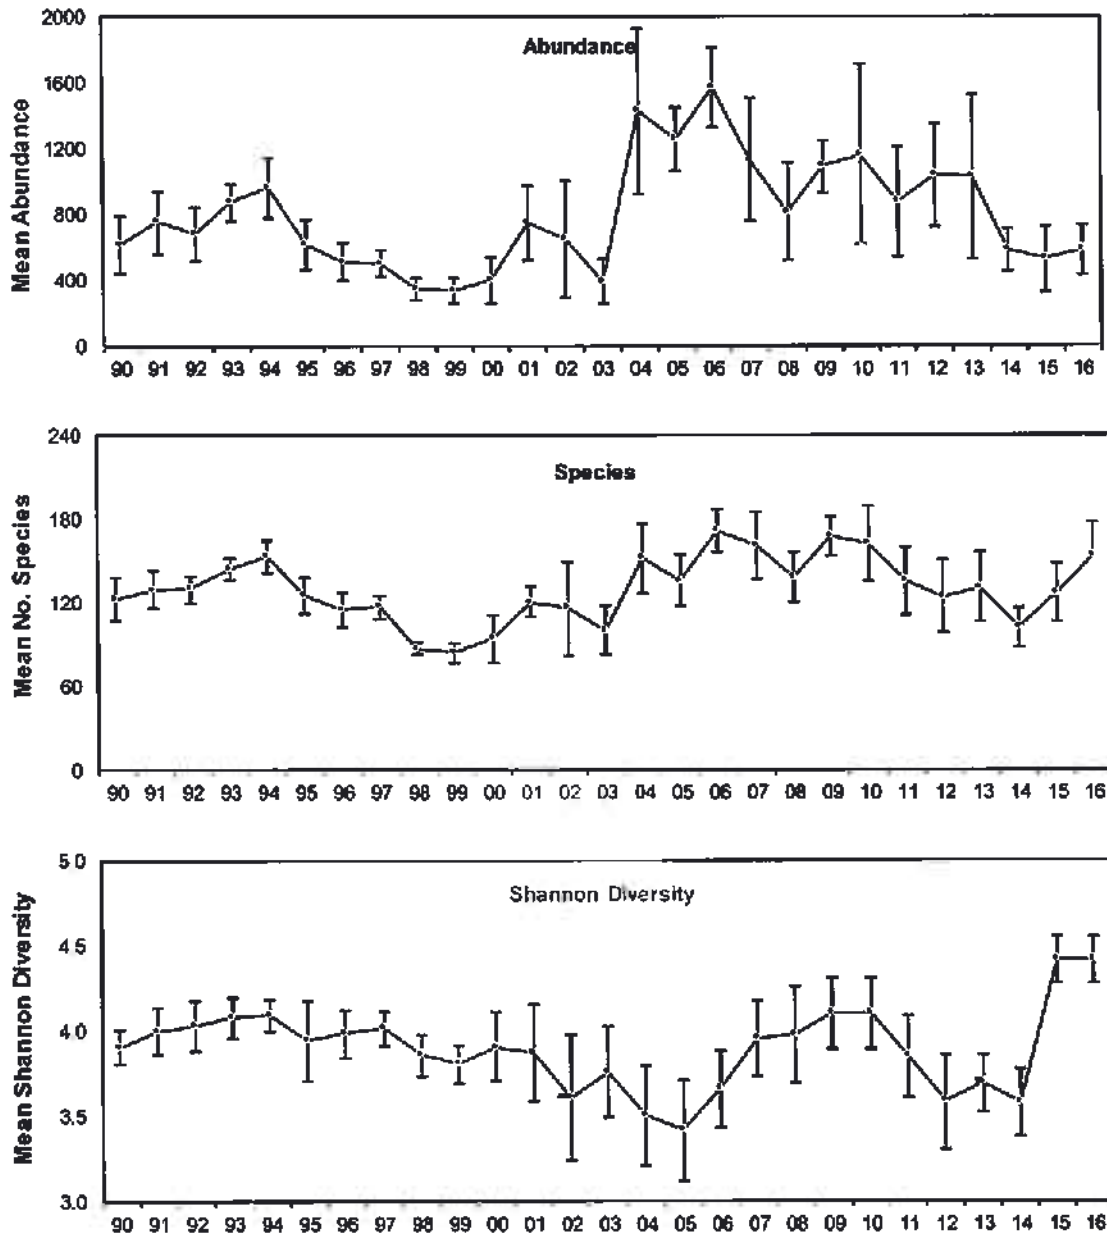 Abundance
Mean Abundance
2000
1600
1200
800
400
0
90 91 92 93 94 95 96 97 98 99 00 01 02 03 04 05 06 07 08 09 10 11 12 13 14 15 16
Species
Mean No. Species
240
180
120
60
0
90 91 92 93 94 95 96 97 98 99 00 01 02 03 04 05 06 07 08 09 10 11 12 13 14 15 16
Shannon Diversity
Mean Shannon Diversity
5.0
4.5
4.0
3.5
3.0
90 91 92 93 94 95 96 97 98 99 00 01 02 03 04 05 06 07 08 09 10 11 12 13 14 15 16